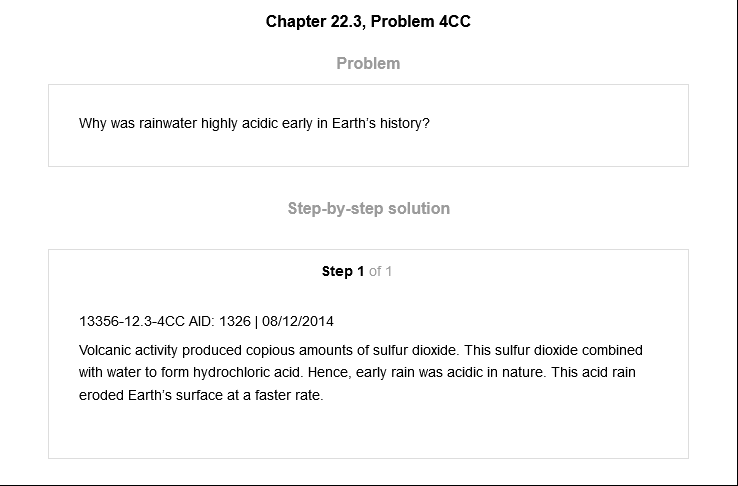 Chapter 22.3, Problem 4CC
Problem
Why was rainwater highly acidic early in Earth’s history?
Step-by-step solution
Step 1 of 1
13356-12.3-4CC AID: 1326 | 08/12/2014
Volcanic activity produced copious amounts of sulfur dioxide. This sulfur dioxide combined
with water to form hydrochloric acid. Hence, early rain was acidic in nature. This acid rain
eroded Earth’s surface at a faster rate.